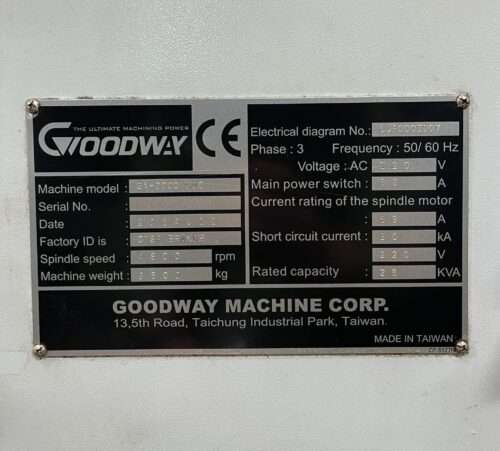 THE ULTIMATE MACHINING POWER
GOODWAY
CE
Machine model :
Serial No. :
Date :
Factory ID is :
Spindle speed : rpm
Machine weight : kg
Electrical diagram No.:
Phase : 3 Frequency : 50/ 60 Hz
Voltage : AC 220 V
Main power switch : A
Current rating of the spindle motor
: A
Short circuit current : kA
220 V
Rated capacity : KVA
GOODWAY MACHINE CORP.
13,5th Road, Taichung Industrial Park, Taiwan.
MADE IN TAIWAN